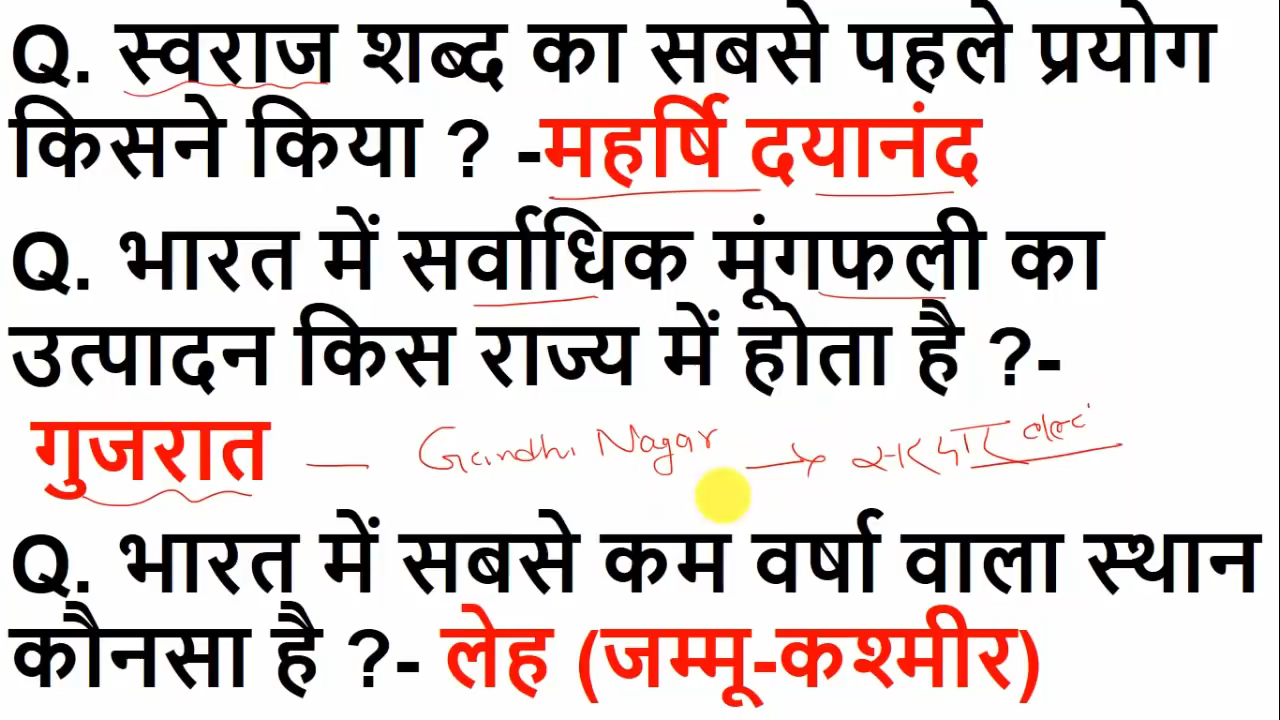 Q. स्वराज शब्द का सबसे पहले प्रयोग
किसने किया ? -महर्षि दयानंद
Q. भारत में सर्वाधिक मूंगफली का
उत्पादन किस राज्य में होता है ?-
गुजरात — Gandhi Nagar →
Q. भारत में सबसे कम वर्षा वाला स्थान
कौनसा है ?- लेह (जम्मू-कश्मीर)